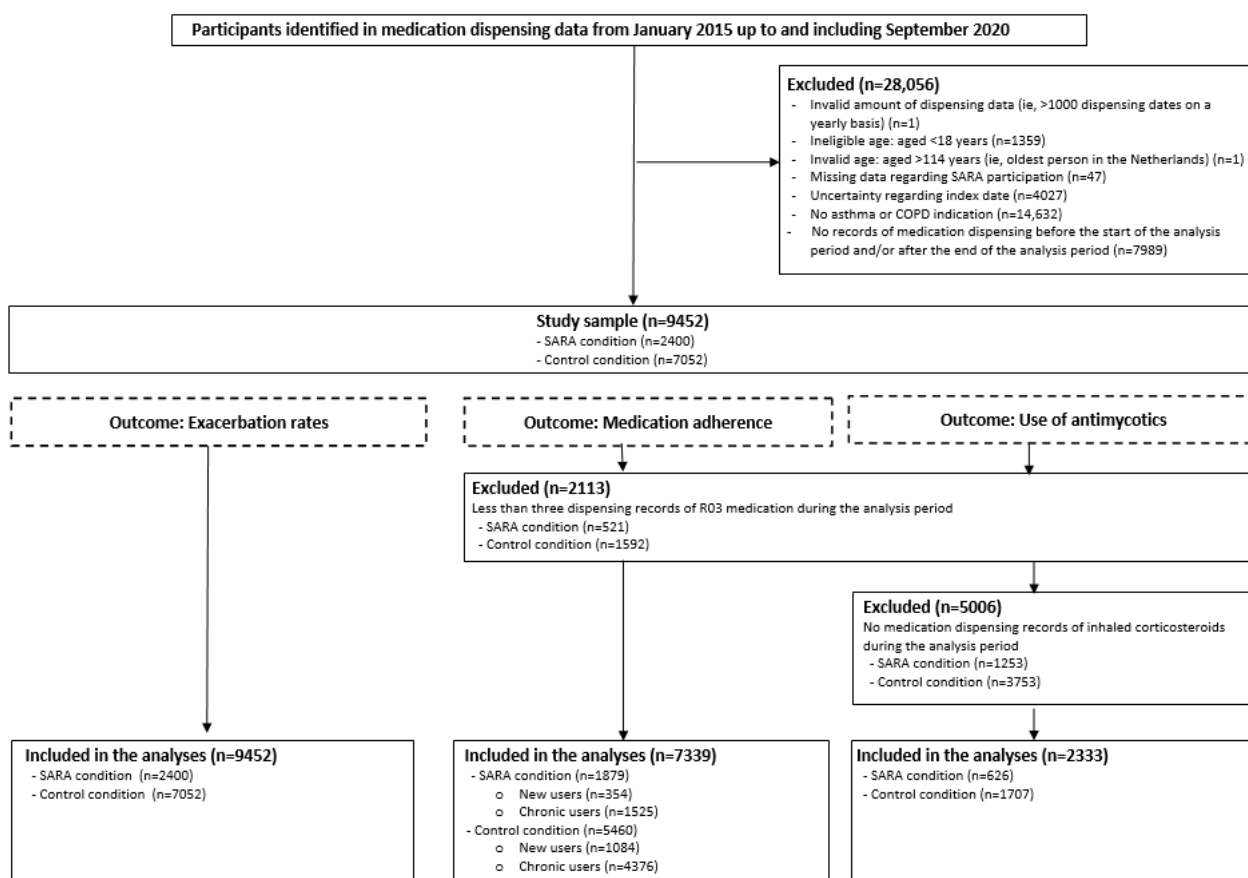 Participants identified in medication dispensing data from January 2015 up to and including September 2020
Excluded (n=28,056)
- Invalid amount of dispensing data (ie, >1000 dispensing dates on a
yearly basis) (n=1)
- Ineligible age: aged <18 years (n=1359)
- Invalid age: aged >114 years (ie, oldest person in the Netherlands) (n=1)
- Missing data regarding SARA participation (n=47)
- Uncertainty regarding index date (n=4027)
- No asthma or COPD indication (n=14,632)
- No records of medication dispensing before the start of the analysis
period and/or after the end of the analysis period (n=7989)
Study sample (n=9452)
- SARA condition (n=2400)
- Control condition (n=7052)
Outcome: Exacerbation rates
Outcome: Medication adherence
Outcome: Use of antimycotics
Excluded (n=2113)
Less than three dispensing records of R03 medication during the analysis period
- SARA condition (n=521)
- Control condition (n=1592)
Excluded (n=5006)
No medication dispensing records of inhaled corticosteroids
during the analysis period
- SARA condition (n=1253)
- Control condition (n=3753)
Included in the analyses (n=9452)
- SARA condition (n=2400)
- Control condition (n=7052)
Included in the analyses (n=7339)
- SARA condition (n=1879)
o New users (n=354)
o Chronic users (n=1525)
- Control condition (n=5460)
o New users (n=1084)
o Chronic users (n=4376)
Included in the analyses (n=2333)
- SARA condition (n=626)
- Control condition (n=1707)